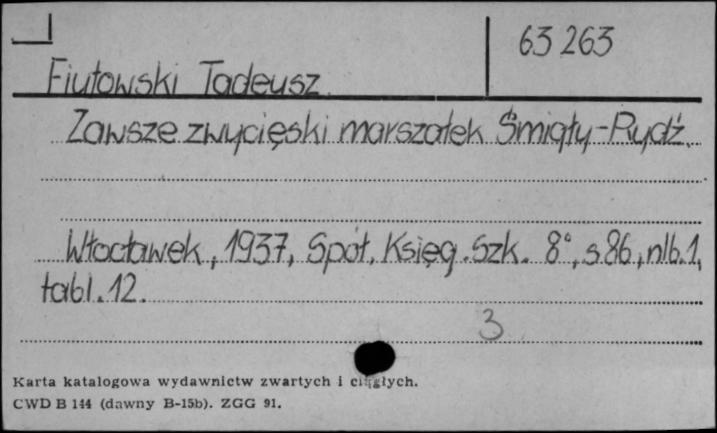 63 263
Fiutowski Tadeusz
Zawsze zwycięski marszałek Śmigły-Rydź.
Włocławek, 1937, Spół. Księg. Szk. 8°, s. 86, nlb. 1,
tabl. 12.
3
Karta katalogowa wydawnictw zwartych i ciągłych.
CWD B 144 (dawny B-15b). ZGG 91.